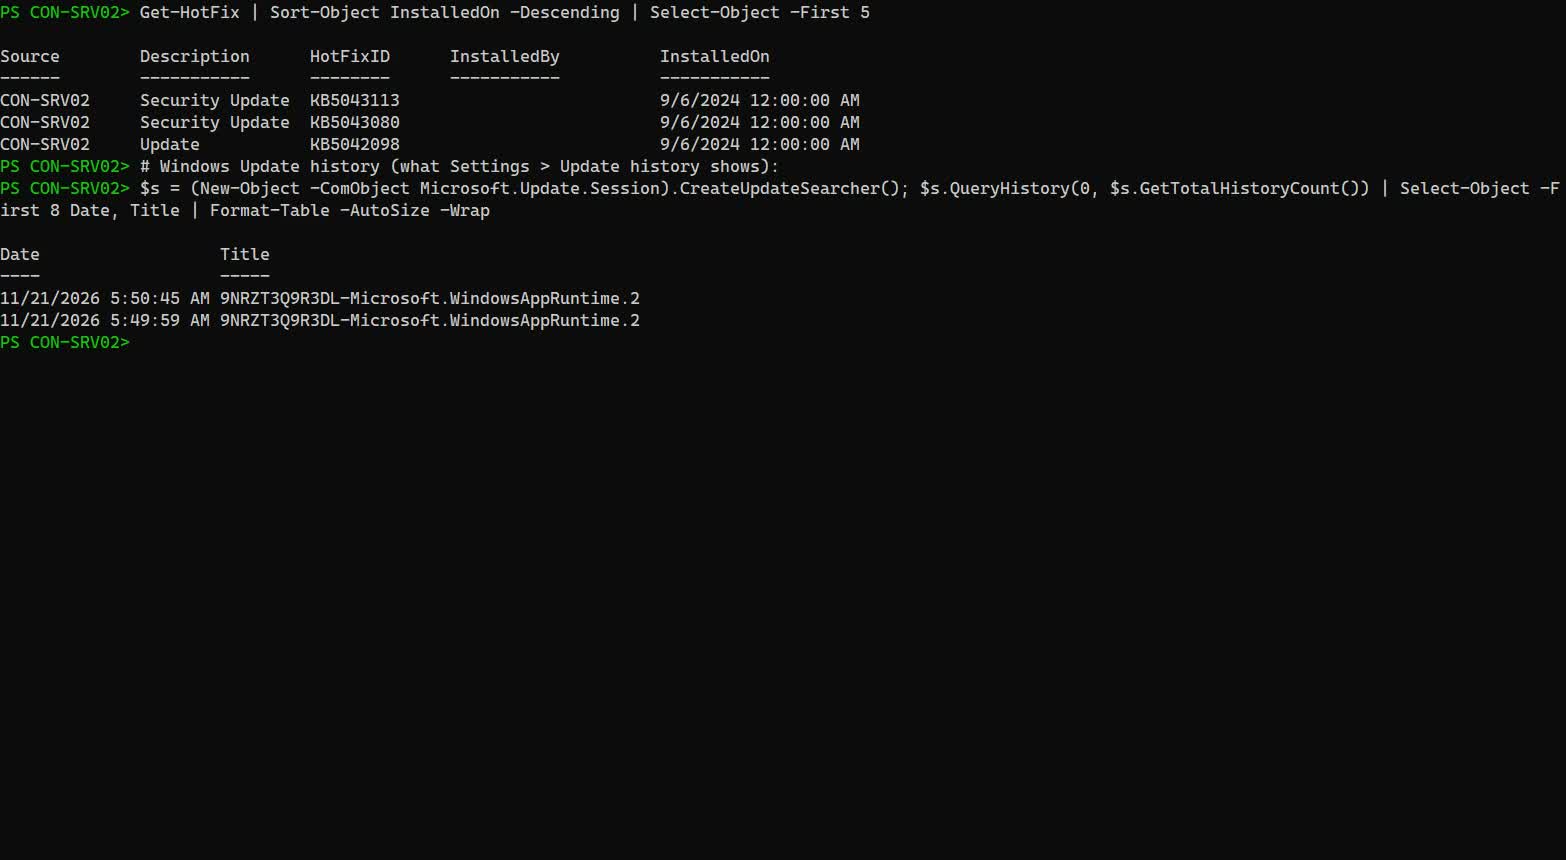 PS CON-SRV02> Get-HotFix | Sort-Object InstalledOn -Descending | Select-Object -First 5
Source        Description      HotFixID      InstalledBy          InstalledOn
------        -----------      --------      -----------          -----------
CON-SRV02     Security Update  KB5043113                          9/6/2024 12:00:00 AM
CON-SRV02     Security Update  KB5043080                          9/6/2024 12:00:00 AM
CON-SRV02     Update           KB5042098                          9/6/2024 12:00:00 AM
PS CON-SRV02> # Windows Update history (what Settings > Update history shows):
PS CON-SRV02> $s = (New-Object -ComObject Microsoft.Update.Session).CreateUpdateSearcher(); $s.QueryHistory(0, $s.GetTotalHistoryCount()) | Select-Object -F
irst 8 Date, Title | Format-Table -AutoSize -Wrap
Date                  Title
----                  -----
11/21/2026 5:50:45 AM 9NRZT3Q9R3DL-Microsoft.WindowsAppRuntime.2
11/21/2026 5:49:59 AM 9NRZT3Q9R3DL-Microsoft.WindowsAppRuntime.2
PS CON-SRV02>